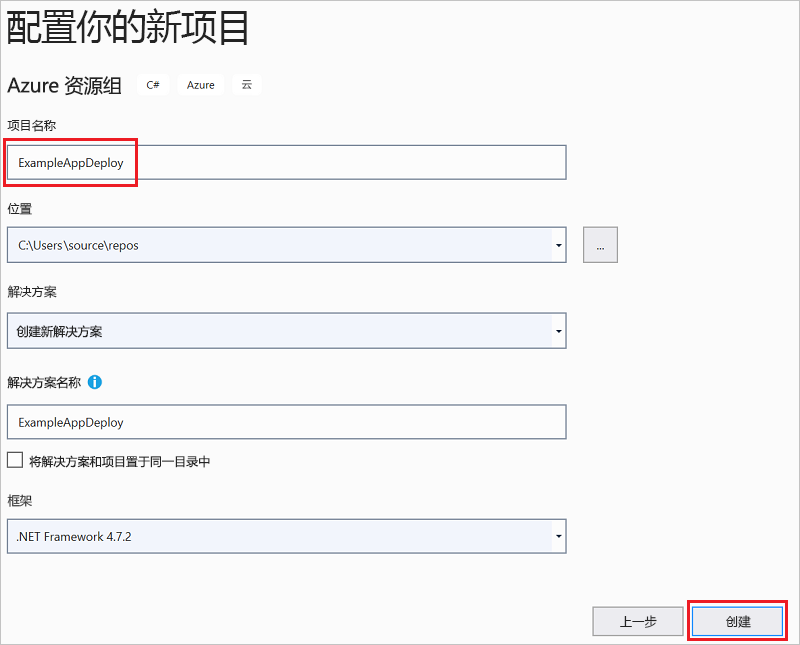 配置你的新项目
Azure 资源组 C# Azure 云
项目名称
ExampleAppDeploy
位置
C:\Users\source\repos
...
解决方案
创建新解决方案
解决方案名称
ExampleAppDeploy
将解决方案和项目置于同一目录中
框架
.NET Framework 4.7.2
上一步 创建